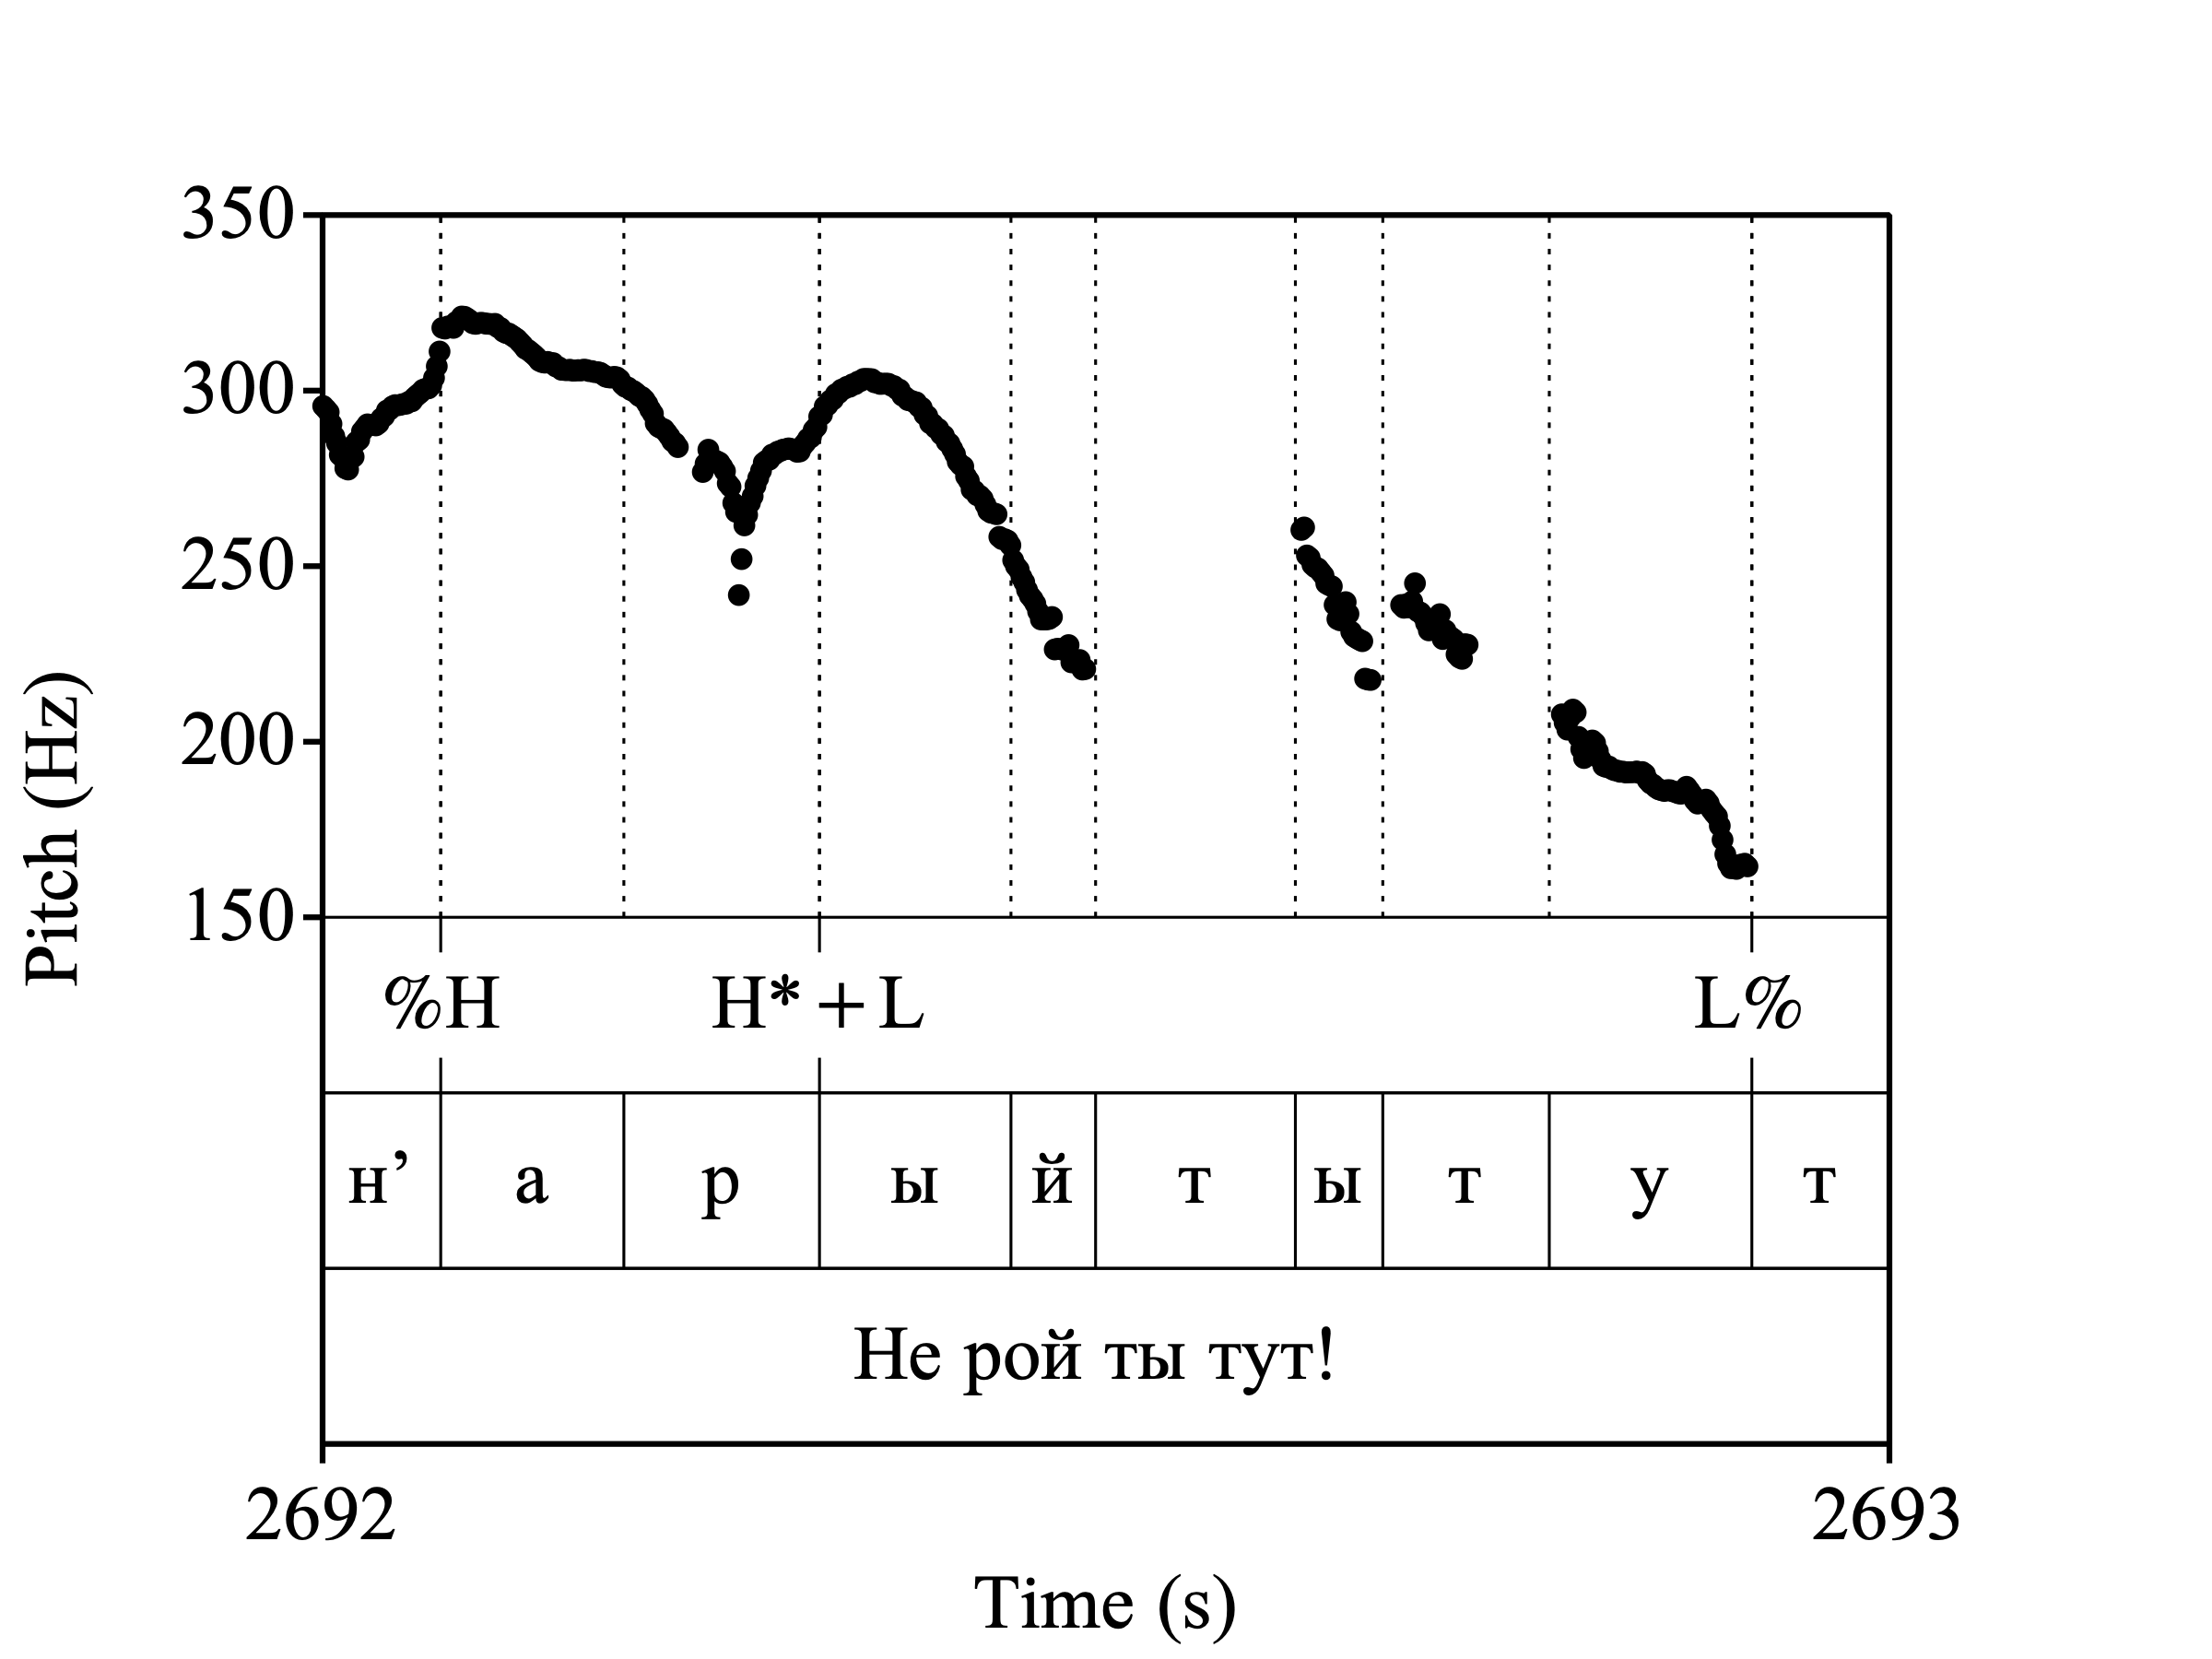 350
300
250
200
150
Pitch (Hz)
%H H*+L L%
н’ а р ы й т ы т у т
Не рой ты тут!
2692 2693
Time (s)